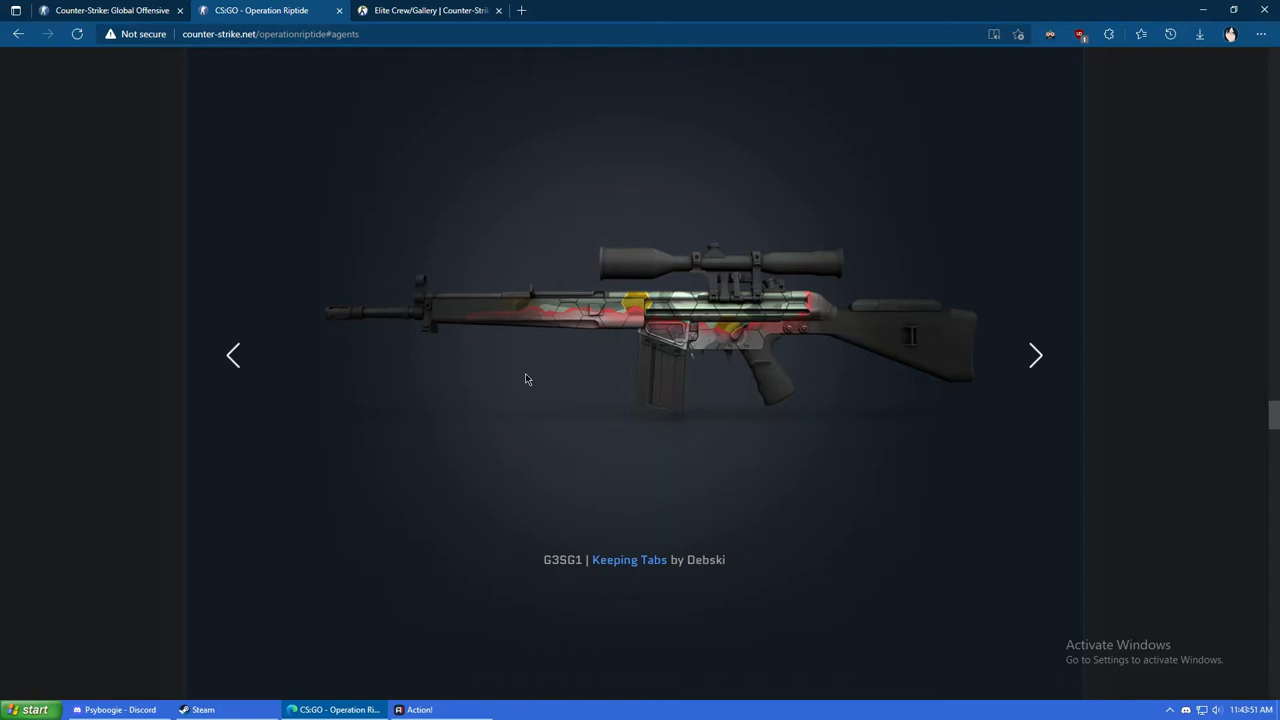 Counter-Strike: Global Offensive
CS:GO - Operation Riptide
Elite Crew/Gallery | Counter-Stri
Not secure
counter-strike.net/operationriptide#agents
1
G3SG1 | Keeping Tabs by Debski
Activate Windows
Go to Settings to activate Windows.
start
Psyboogie - Discord
Steam
CS:GO - Operation Ri...
Action!
11:43:51 AM